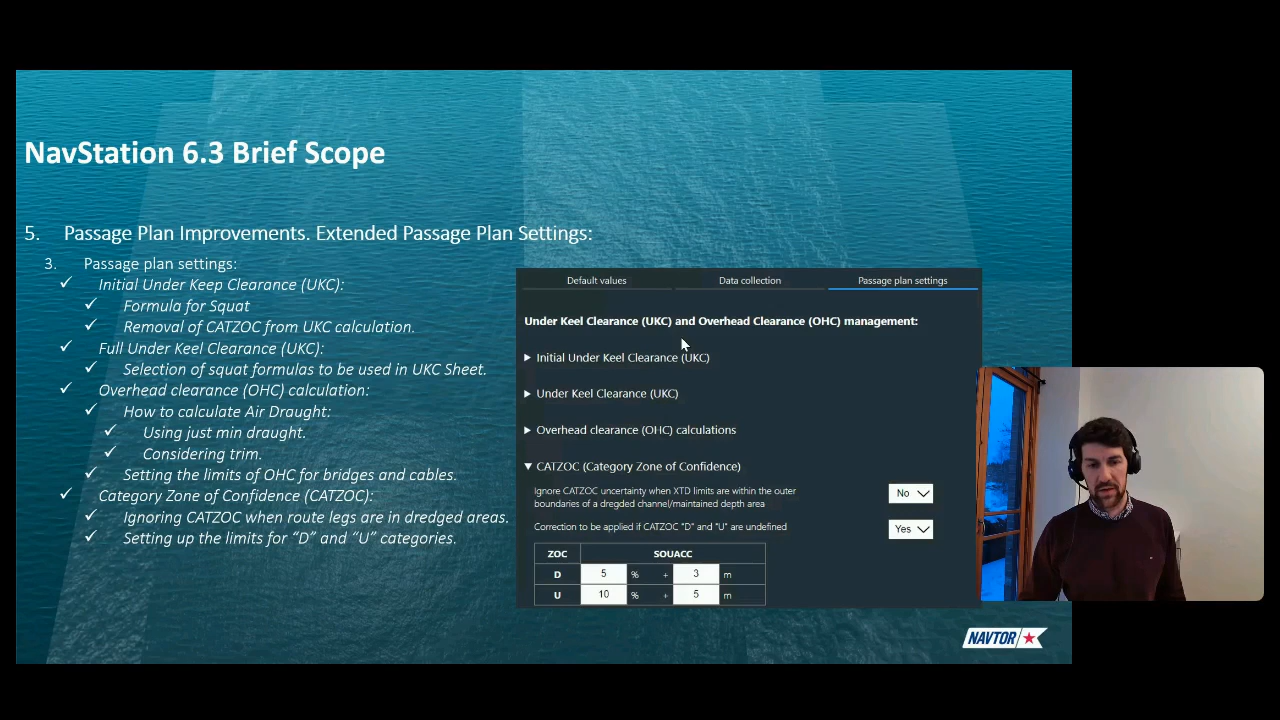 NavStation 6.3 Brief Scope
5. Passage Plan Improvements. Extended Passage Plan Settings:
3. Passage plan settings:
✓ Initial Under Keep Clearance (UKC):
✓ Formula for Squat
✓ Removal of CATZOC from UKC calculation.
✓ Full Under Keel Clearance (UKC):
✓ Selection of squat formulas to be used in UKC Sheet.
✓ Overhead clearance (OHC) calculation:
✓ How to calculate Air Draught:
✓ Using just min draught.
✓ Considering trim.
✓ Setting the limits of OHC for bridges and cables.
✓ Category Zone of Confidence (CATZOC):
✓ Ignoring CATZOC when route legs are in dredged areas.
✓ Setting up the limits for "D" and "U" categories.
Default values Data collection Passage plan settings
Under Keel Clearance (UKC) and Overhead Clearance (OHC) management:
Initial Under Keel Clearance (UKC)
Under Keel Clearance (UKC)
Overhead clearance (OHC) calculations
CATZOC (Category Zone of Confidence)
Ignore CATZOC uncertainty when XTD limits are within the outer
boundaries of a dregded channel/maintained depth area
No
Correction to be applied if CATZOC "D" and "U" are undefined
Yes
ZOC SOUACC
D 5 % + 3 m
U 10 % + 5 m
NAVTOR